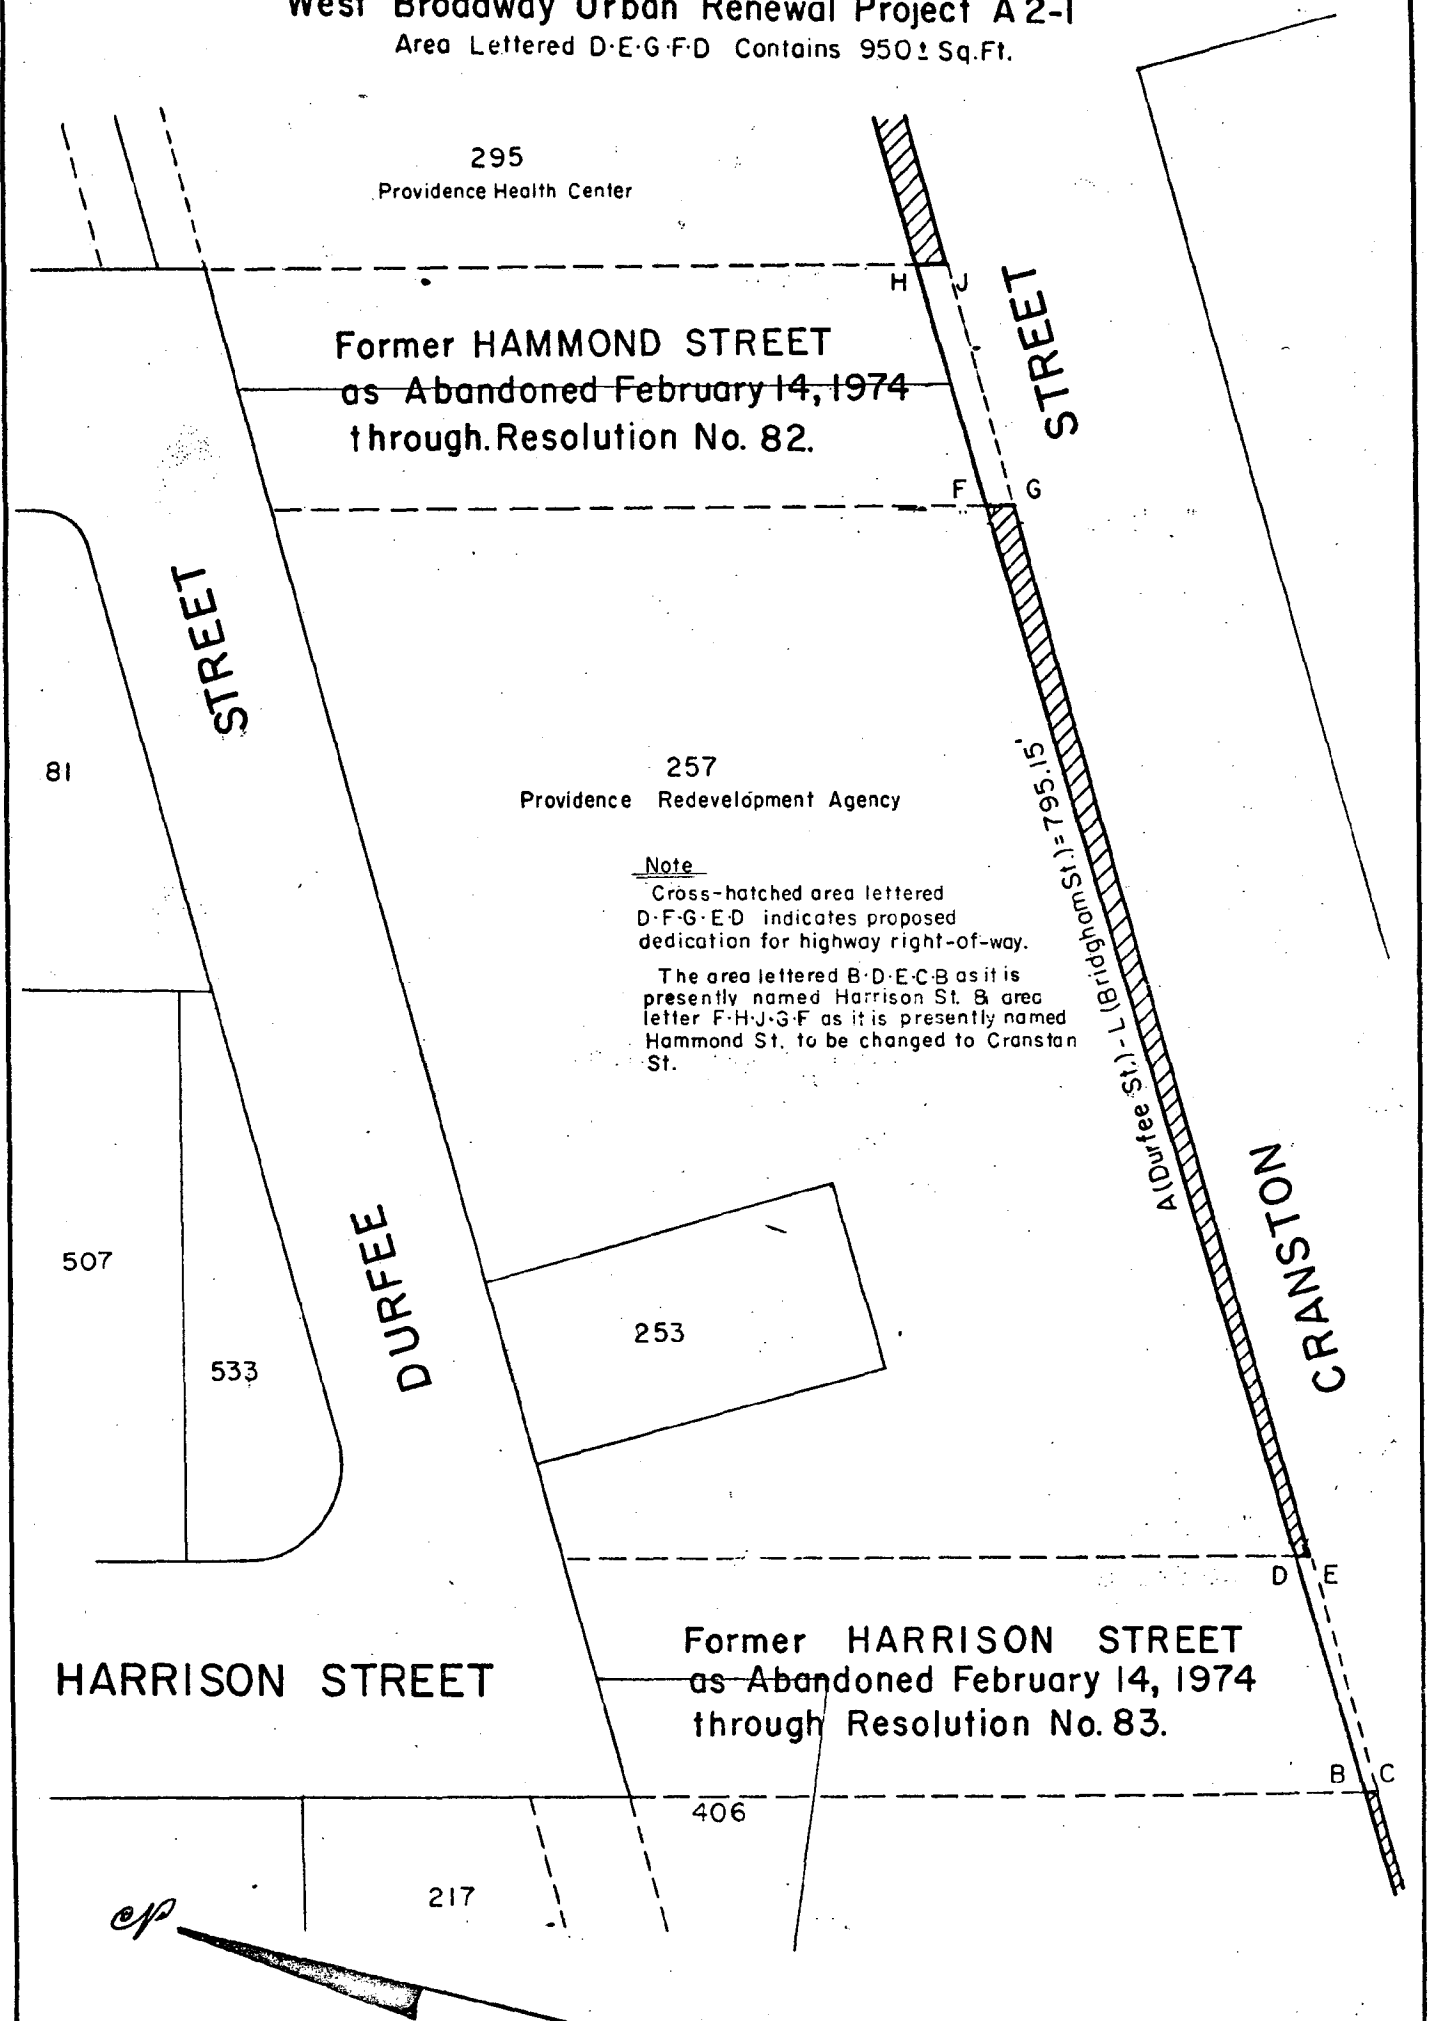 West Broadway Urban Renewal Project A 2-1
Area Lettered D·E·G·F·D Contains 950± Sq.Ft.
295
Providence Health Center
H J
STREET
Former HAMMOND STREET
as Abandoned February 14, 1974
through. Resolution No. 82.
F G
STREET
81
257
Providence Redevelopment Agency
A(Durfee St.) - L (Bridgham St.) = 795.15'
Note
Cross-hatched area lettered
D·F·G·E·D indicates proposed
dedication for highway right-of-way.
The area lettered B·D·E·C·B as it is
presently named Harrison St. & area
letter F·H·J·G·F as it is presently named
Hammond St. to be changed to Cranstan
St.
CRANSTON
DURFEE
507
253
533
D E
Former HARRISON STREET
as Abandoned February 14, 1974
through Resolution No. 83.
HARRISON STREET
B C
406
217